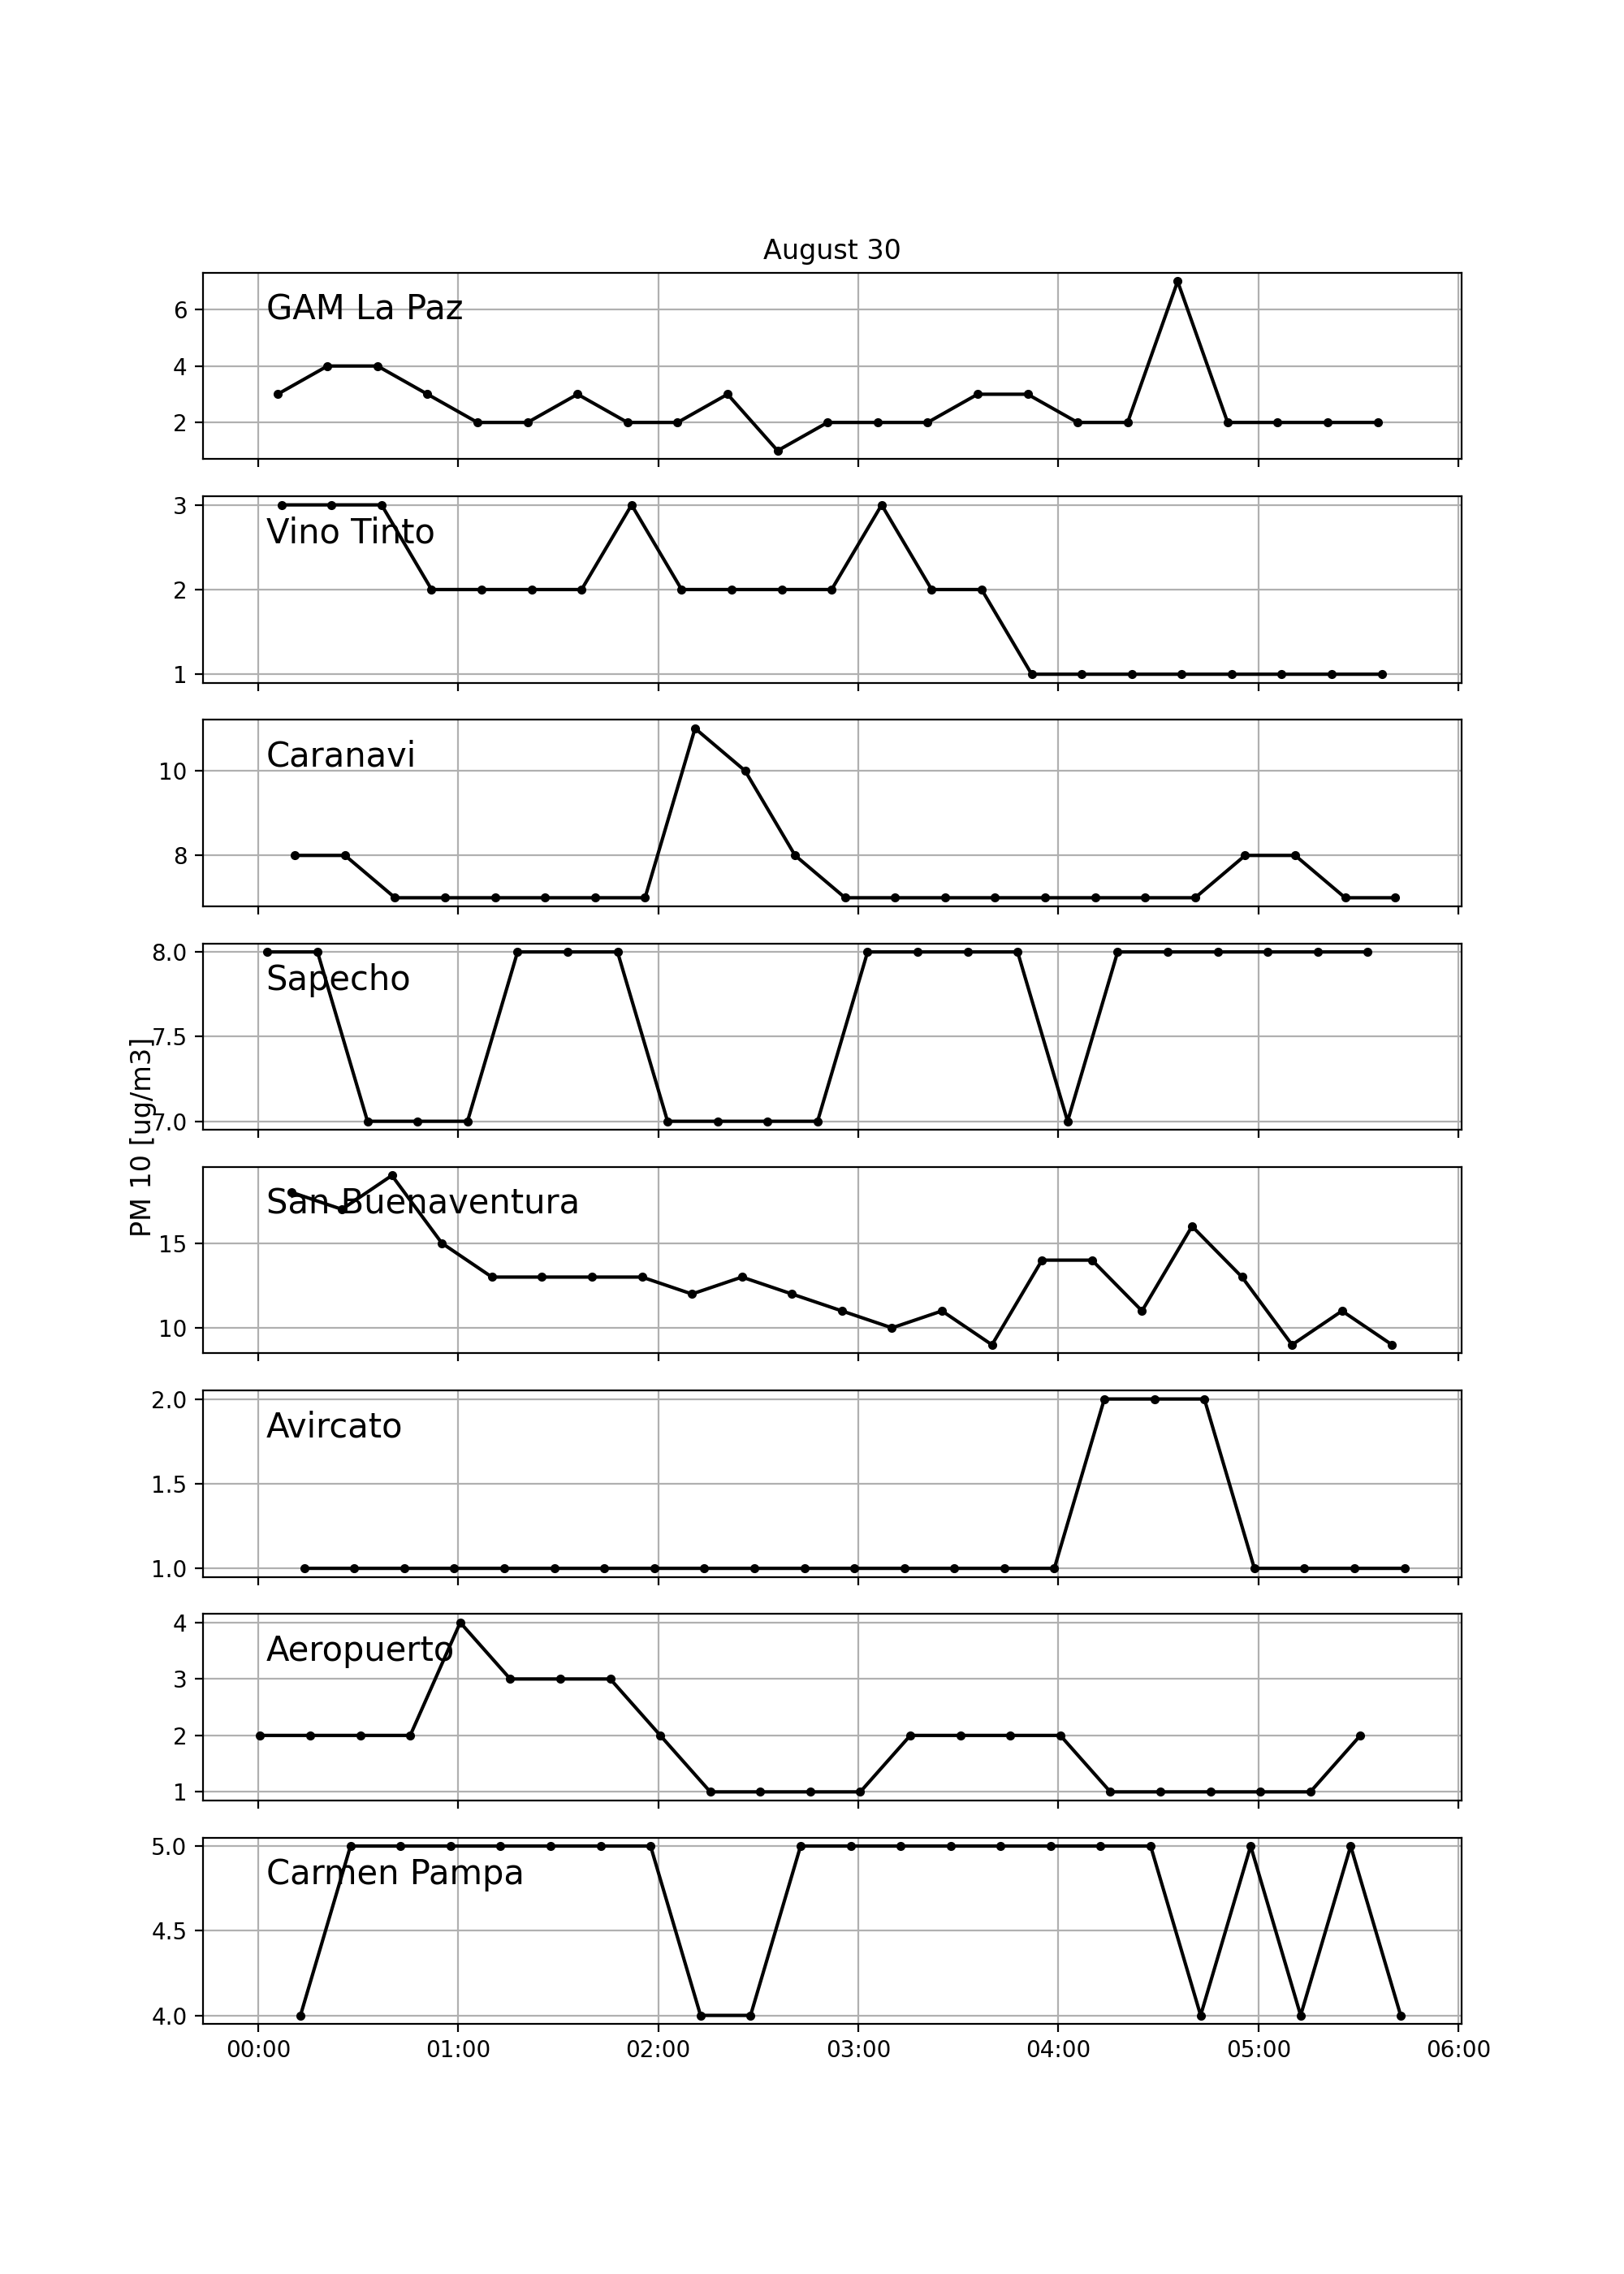 August 30
GAM La Paz
6
4
2
Vino Tinto
3
2
1
Caranavi
10
8
Sapecho
8.0
7.5
7.0
PM 10 [ug/m3]
San Buenaventura
15
10
Avircato
2.0
1.5
1.0
Aeropuerto
4
3
2
1
Carmen Pampa
5.0
4.5
4.0
00:00 01:00 02:00 03:00 04:00 05:00 06:00